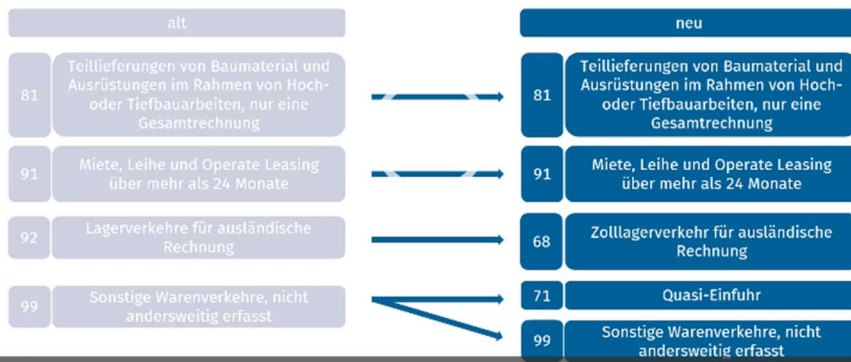 alt
neu
81
Teillieferungen von Baumaterial und
Ausrüstungen im Rahmen von Hoch-
oder Tiefbauarbeiten, nur eine
Gesamtrechnung
81
Teillieferungen von Baumaterial und
Ausrüstungen im Rahmen von Hoch-
oder Tiefbauarbeiten, nur eine
Gesamtrechnung
91
Miete, Leihe und Operate Leasing
über mehr als 24 Monate
91
Miete, Leihe und Operate Leasing
über mehr als 24 Monate
92
Lagerverkehre für ausländische
Rechnung
68
Zolllagerverkehr für ausländische
Rechnung
99
Sonstige Warenverkehre, nicht
andersweitig erfasst
71
Quasi-Einfuhr
99
Sonstige Warenverkehre, nicht
andersweitig erfasst